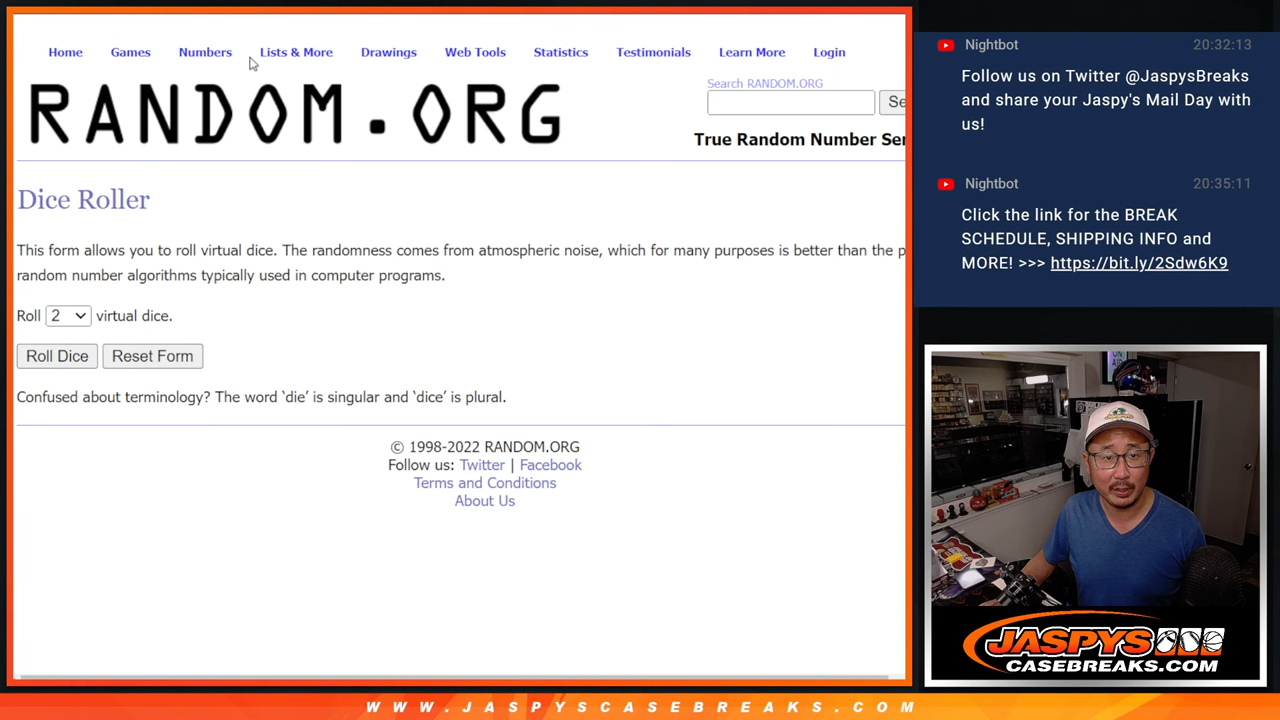 Home Games Numbers Lists & More Drawings Web Tools Statistics Testimonials Learn More Login
RANDOM.ORG
Search RANDOM.ORG
Se
True Random Number Ser
Dice Roller
This form allows you to roll virtual dice. The randomness comes from atmospheric noise, which for many purposes is better than the p
random number algorithms typically used in computer programs.
Roll 2 virtual dice.
Roll Dice Reset Form
Confused about terminology? The word ‘die’ is singular and ‘dice’ is plural.
© 1998-2022 RANDOM.ORG
Follow us: Twitter | Facebook
Terms and Conditions
About Us
Nightbot 20:32:13
Follow us on Twitter @JaspysBreaks
and share your Jaspy's Mail Day with
us!
Nightbot 20:35:11
Click the link for the BREAK
SCHEDULE, SHIPPING INFO and
MORE! >>> https://bit.ly/2Sdw6K9
JASPYS
CASEBREAKS.COM
WWW.JASPYSCASEBREAKS.COM